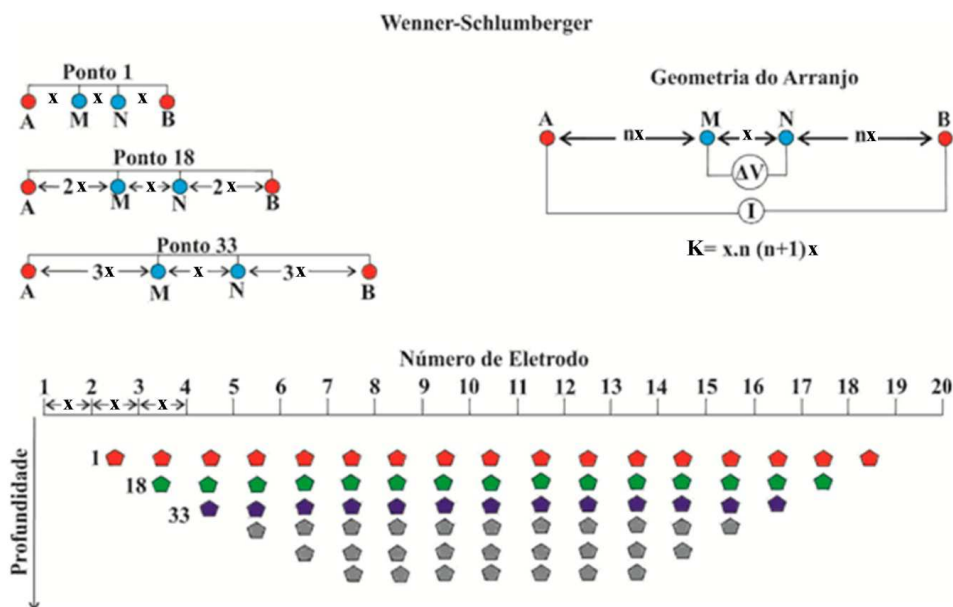 Wenner-Schlumberger
Ponto 1
x x x
A M N B
Ponto 18
2x x 2x
A M N B
Ponto 33
3x x 3x
A M N B
Geometria do Arranjo
A M N B
nx x nx
ΔV
I
K= x.n (n+1)x
Número de Eletrodo
1 2 3 4 5 6 7 8 9 10 11 12 13 14 15 16 17 18 19 20
x x x
Profundidade
1
18
33